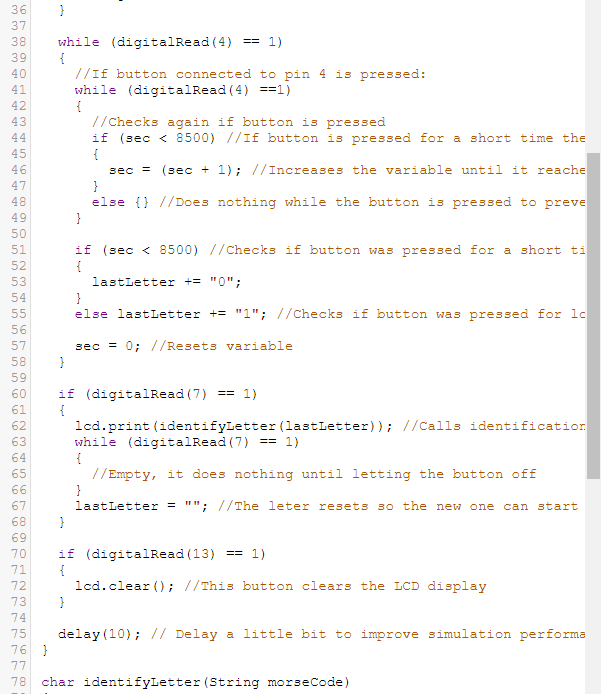 36 }
37
38 while (digitalRead(4) == 1)
39 {
40 //If button connected to pin 4 is pressed:
41 while (digitalRead(4) ==1)
42 {
43 //Checks again if button is pressed
44 if (sec < 8500) //If button is pressed for a short time the
45 {
46 sec = (sec + 1); //Increases the variable until it reache
47 }
48 else {} //Does nothing while the button is pressed to preve
49 }
50
51 if (sec < 8500) //Checks if button was pressed for a short ti
52 {
53 lastLetter += "0";
54 }
55 else lastLetter += "1"; //Checks if button was pressed for lo
56
57 sec = 0; //Resets variable
58 }
59
60 if (digitalRead(7) == 1)
61 {
62 lcd.print(identifyLetter(lastLetter)); //Calls identification
63 while (digitalRead(7) == 1)
64 {
65 //Empty, it does nothing until letting the button off
66 }
67 lastLetter = ""; //The leter resets so the new one can start
68 }
69
70 if (digitalRead(13) == 1)
71 {
72 lcd.clear(); //This button clears the LCD display
73 }
74
75 delay(10); // Delay a little bit to improve simulation performa
76 }
77
78 char identifyLetter(String morseCode)